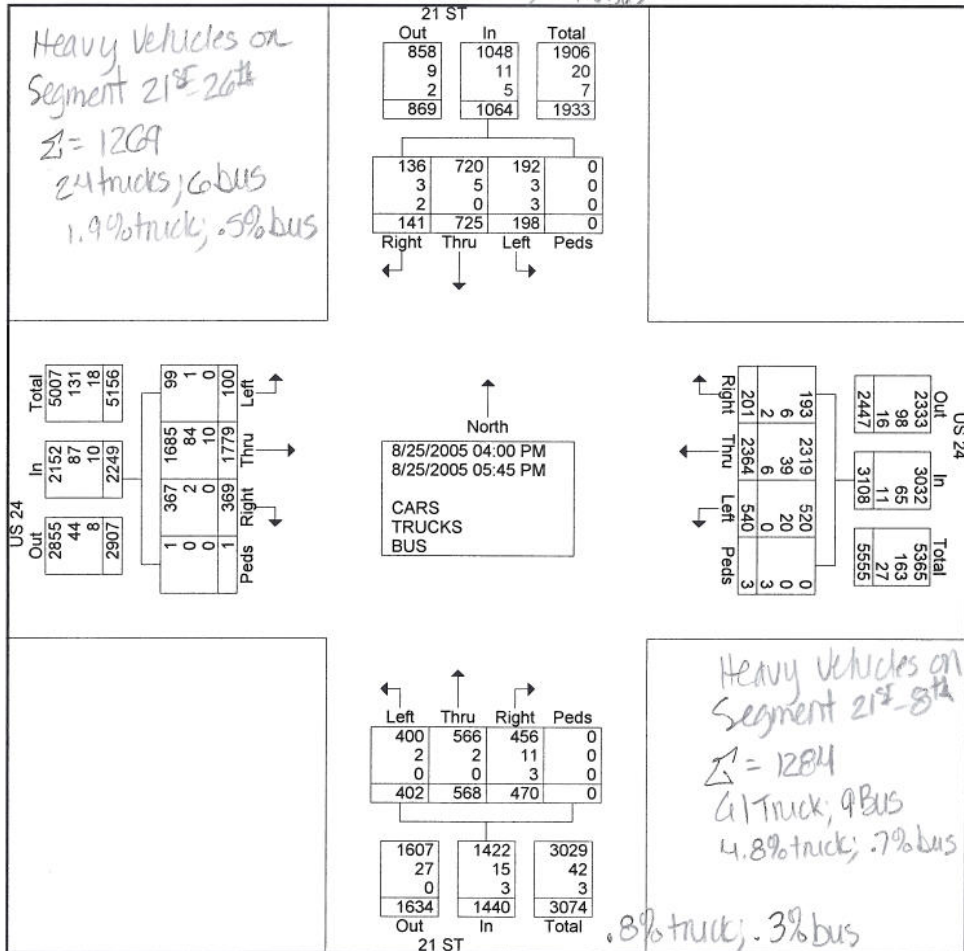 Heavy Vehicles on
Segment 21st-26th
Σ = 1269
24 trucks; 6 bus
1.9% truck; .5% bus
21 ST
Out In Total
858 1048 1906
9 11 20
2 5 7
869 1064 1933
136 720 192 0
3 5 3 0
2 0 3 0
141 725 198 0
Right Thru Left Peds
US 24
Total In Out
5007 2152 2855
131 87 44
18 10 8
5156 2249 2907
Left Thru Right Peds
99 1685 367 1
1 84 2 0
0 10 0 0
100 1779 369 1
North
8/25/2005 04:00 PM
8/25/2005 05:45 PM
CARS
TRUCKS
BUS
Right Thru Left Peds
193 2319 520 0
6 39 20 0
2 6 0 3
201 2364 540 3
US 24
Out In Total
2333 3032 5365
98 65 163
16 11 27
2447 3108 5555
Left Thru Right Peds
400 566 456 0
2 2 11 0
0 0 3 0
402 568 470 0
1607 1422 3029
27 15 42
0 3 3
1634 1440 3074
Out In Total
21 ST
Heavy Vehicles on
Segment 21st-8th
Σ = 1284
61 Truck; 9 Bus
4.8% truck; .7% bus
.8% truck; .3% bus